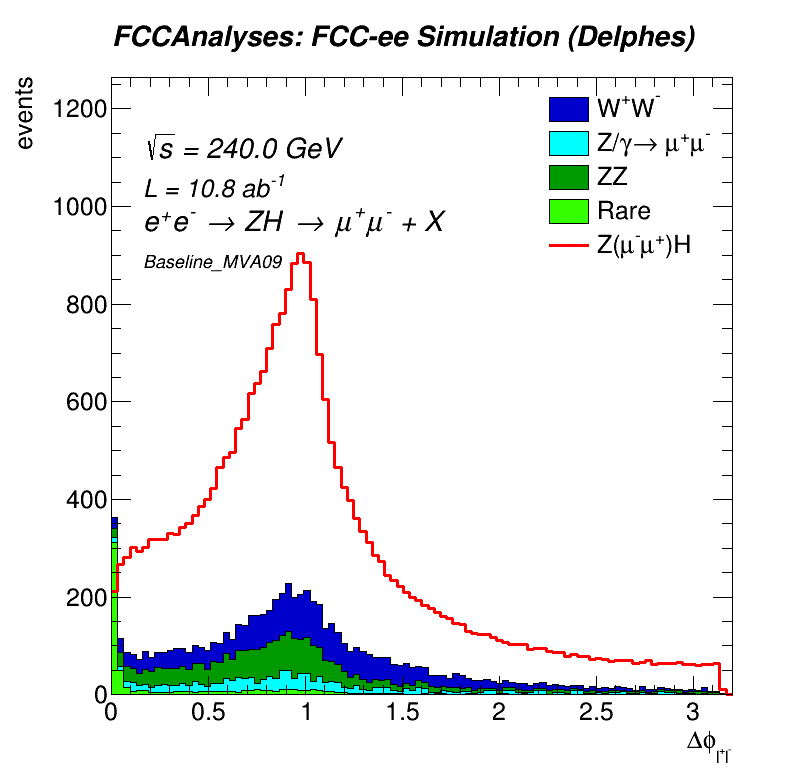 FCCAnalyses: FCC-ee Simulation (Delphes)
events
√s = 240.0 GeV
L = 10.8 ab⁻¹
e⁺e⁻ → ZH → μ⁺μ⁻ + X
Baseline_MVA09
W⁺W⁻
Z/γ→ μ⁺μ⁻
ZZ
Rare
Z(μ⁻μ⁺)H
1200
1000
800
600
400
200
0
0 0.5 1 1.5 2 2.5 3
Δϕ_l⁺l⁻